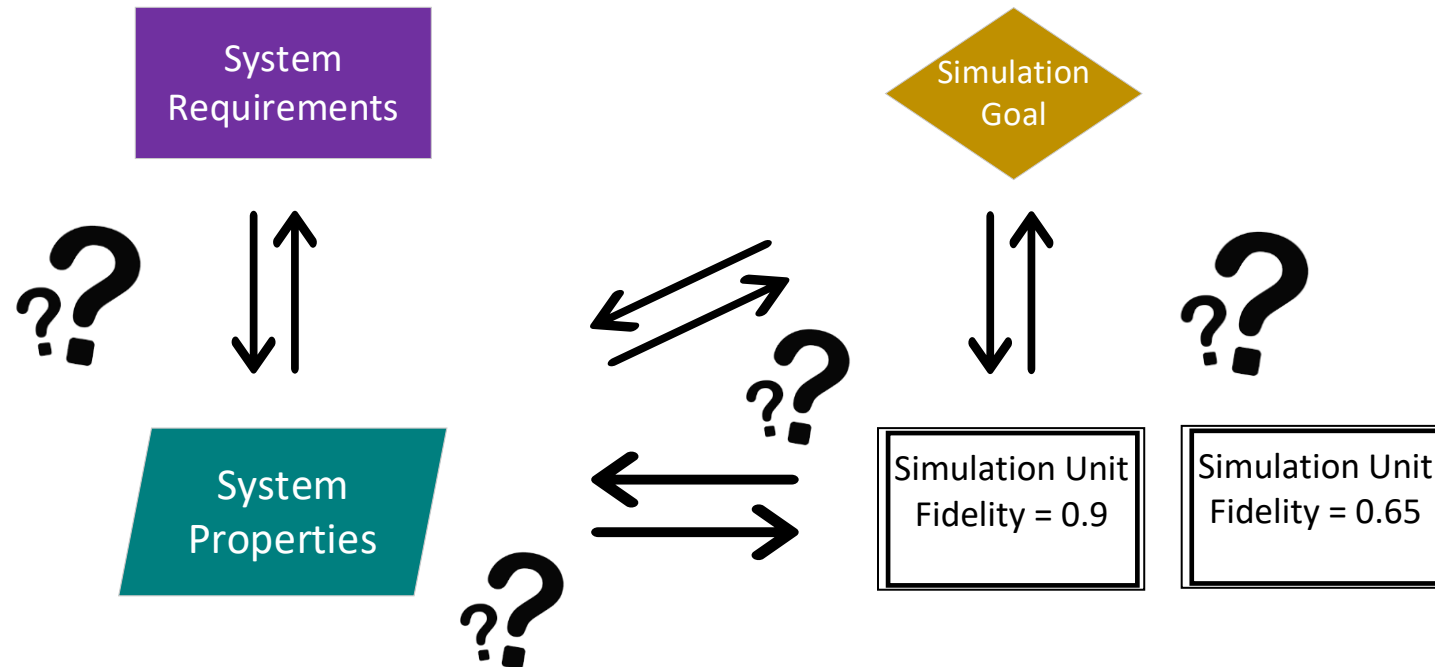 System
Requirements
Simulation
Goal
??
??
??
System
Properties
Simulation Unit
Fidelity = 0.9
Simulation Unit
Fidelity = 0.65
??